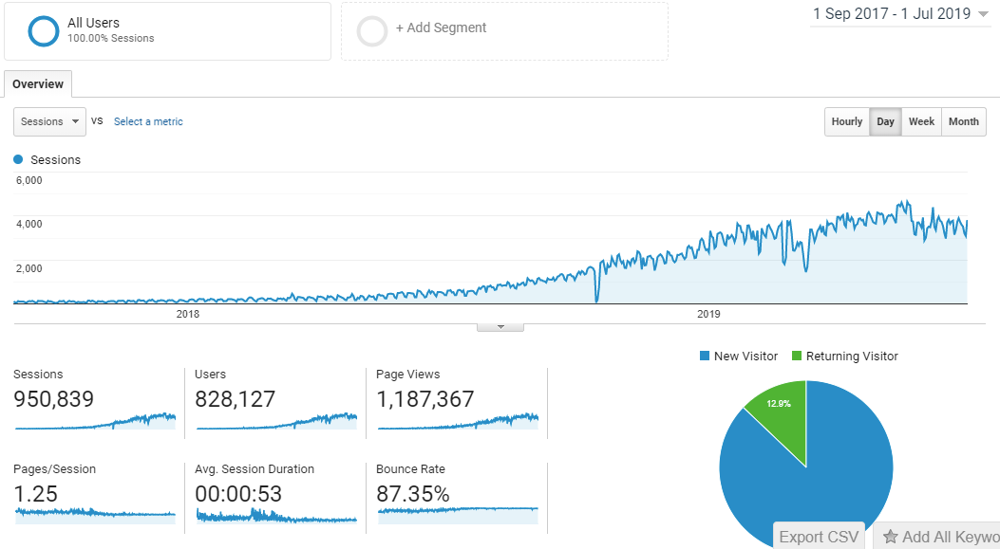 All Users
100.00% Sessions
+ Add Segment
1 Sep 2017 - 1 Jul 2019
Overview
Sessions vs Select a metric
Hourly Day Week Month
Sessions
6,000
4,000
2,000
2018 2019
New Visitor Returning Visitor
Sessions Users Page Views
950,839 828,127 1,187,367
12.9%
Pages/Session Avg. Session Duration Bounce Rate
1.25 00:00:53 87.35%
Export CSV Add All Keywo